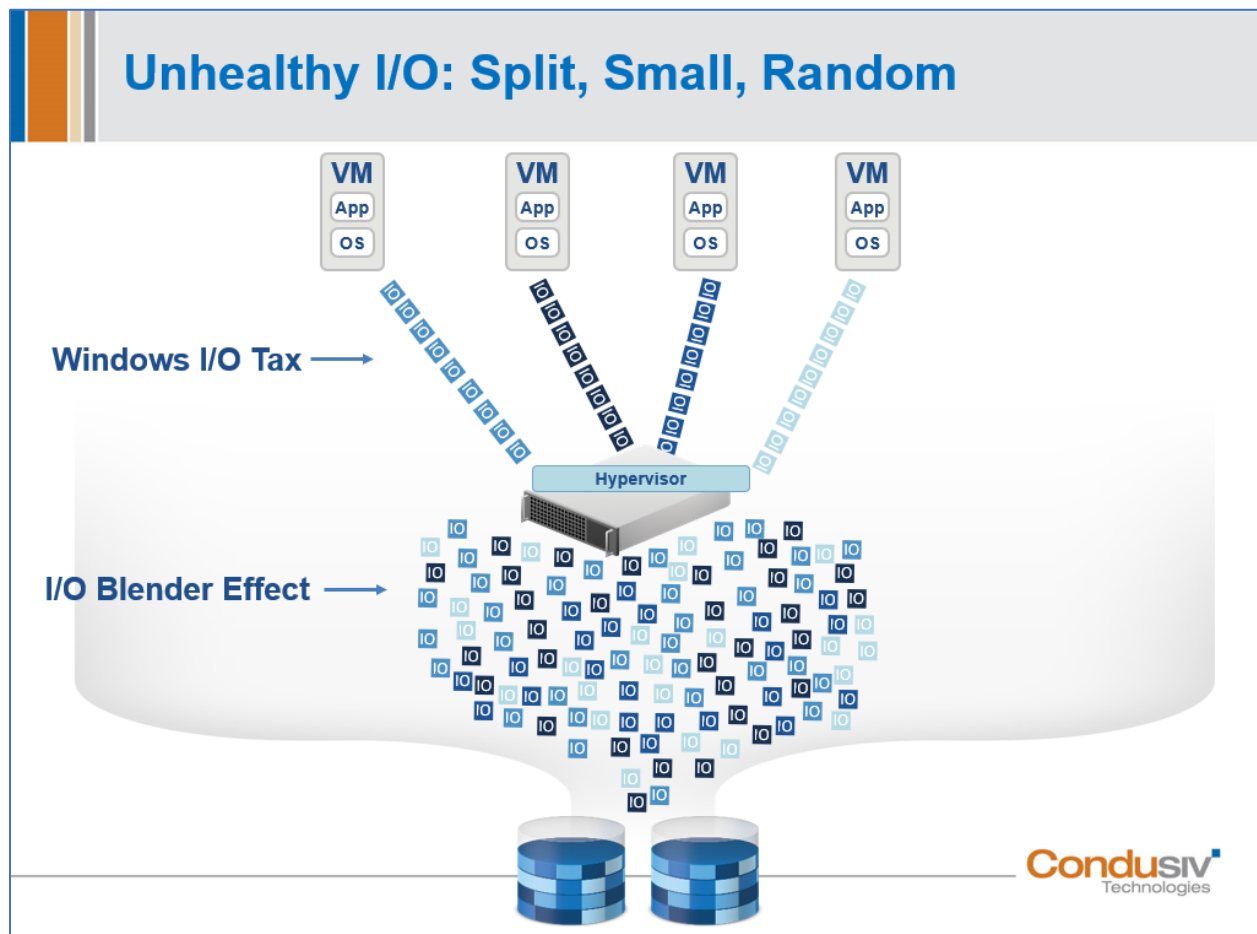 Unhealthy I/O: Split, Small, Random
VM VM VM VM
App App App App
OS OS OS OS
Windows I/O Tax
Hypervisor
I/O Blender Effect
IO
Condusiv
Technologies